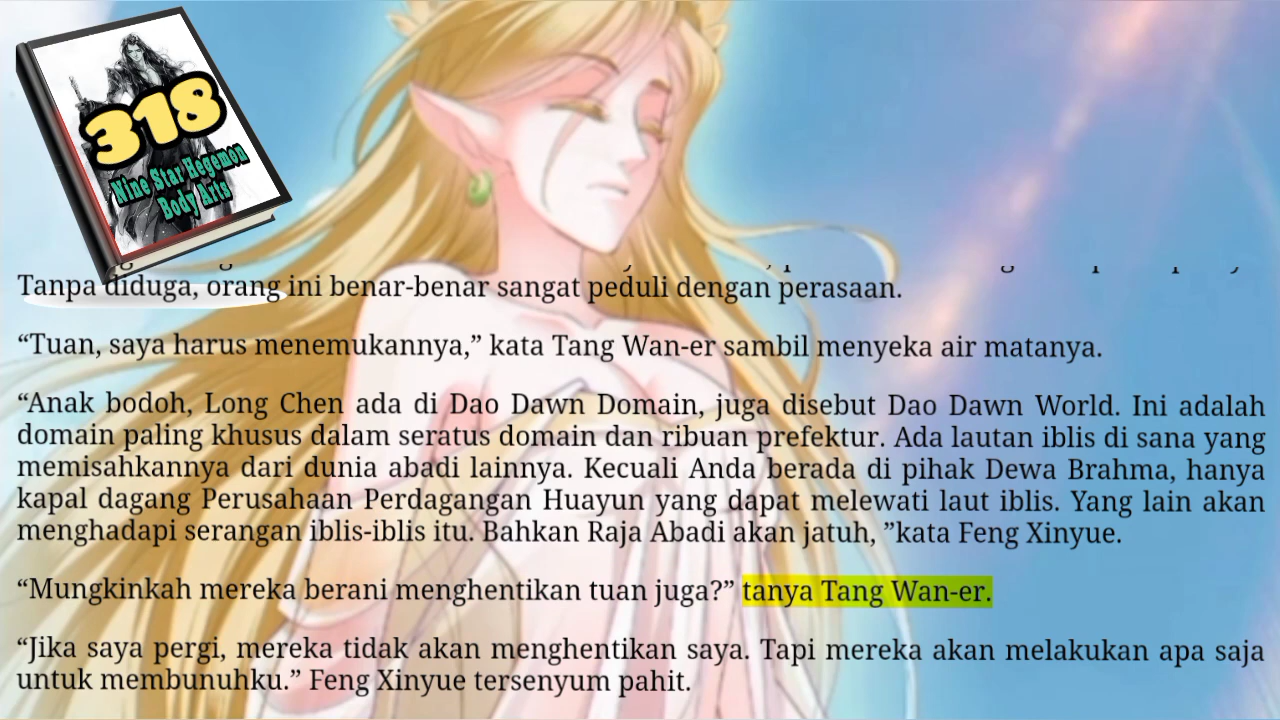 318
Nine Star Hegemon
Body Arts
Tanpa diduga, orang ini benar-benar sangat peduli dengan perasaan.
“Tuan, saya harus menemukannya,” kata Tang Wan-er sambil menyeka air matanya.
“Anak bodoh, Long Chen ada di Dao Dawn Domain, juga disebut Dao Dawn World. Ini adalah
domain paling khusus dalam seratus domain dan ribuan prefektur. Ada lautan iblis di sana yang
memisahkannya dari dunia abadi lainnya. Kecuali Anda berada di pihak Dewa Brahma, hanya
kapal dagang Perusahaan Perdagangan Huayun yang dapat melewati laut iblis. Yang lain akan
menghadapi serangan iblis-iblis itu. Bahkan Raja Abadi akan jatuh, ”kata Feng Xinyue.
“Mungkinkah mereka berani menghentikan tuan juga?” tanya Tang Wan-er.
“Jika saya pergi, mereka tidak akan menghentikan saya. Tapi mereka akan melakukan apa saja
untuk membunuhku.” Feng Xinyue tersenyum pahit.